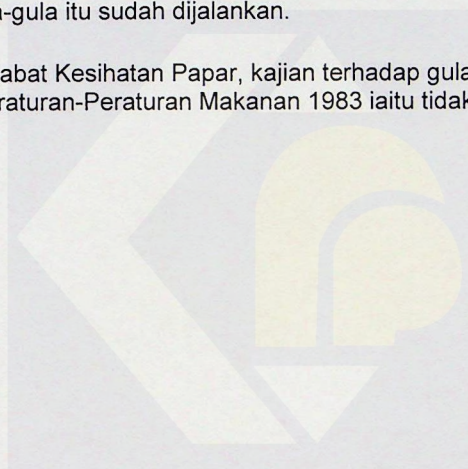 -gula itu sudah dijalankan.
abat Kesihatan Papar, kajian terhadap gula
raturan-Peraturan Makanan 1983 iaitu tidak